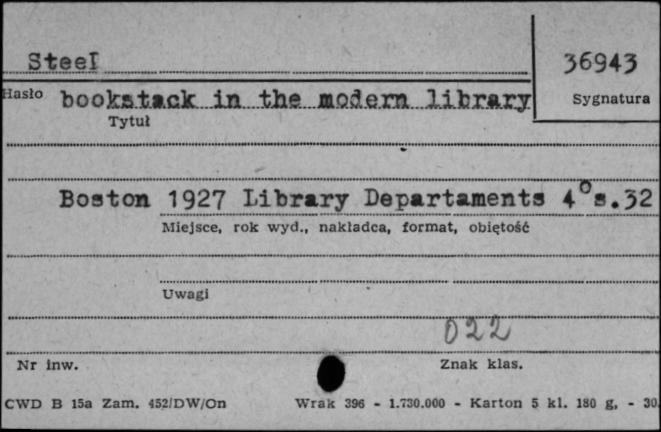 Steel
36943
Hasło
bookstack in the modern library
Sygnatura
Tytuł
Boston 1927 Library Departaments 4°s.32
Miejsce, rok wyd., nakładca, format, objętość
Uwagi
022
Nr inw.
Znak klas.
CWD B 15a Zam. 452/DW/On Wrak 396 - 1.730.000 - Karton 5 kl. 180 g. - 30.